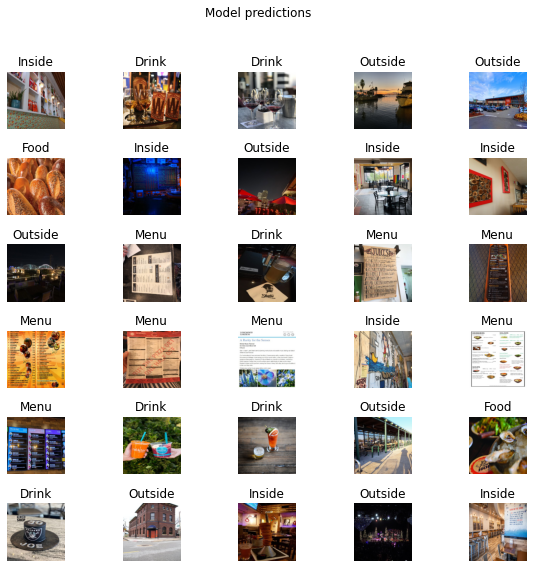 Model predictions
Inside Drink Drink Outside Outside
Food Inside Outside Inside Inside
Outside Menu Drink Menu Menu
Menu Menu Menu Inside Menu
Menu Drink Drink Outside Food
Drink Outside Inside Outside Inside
JOE